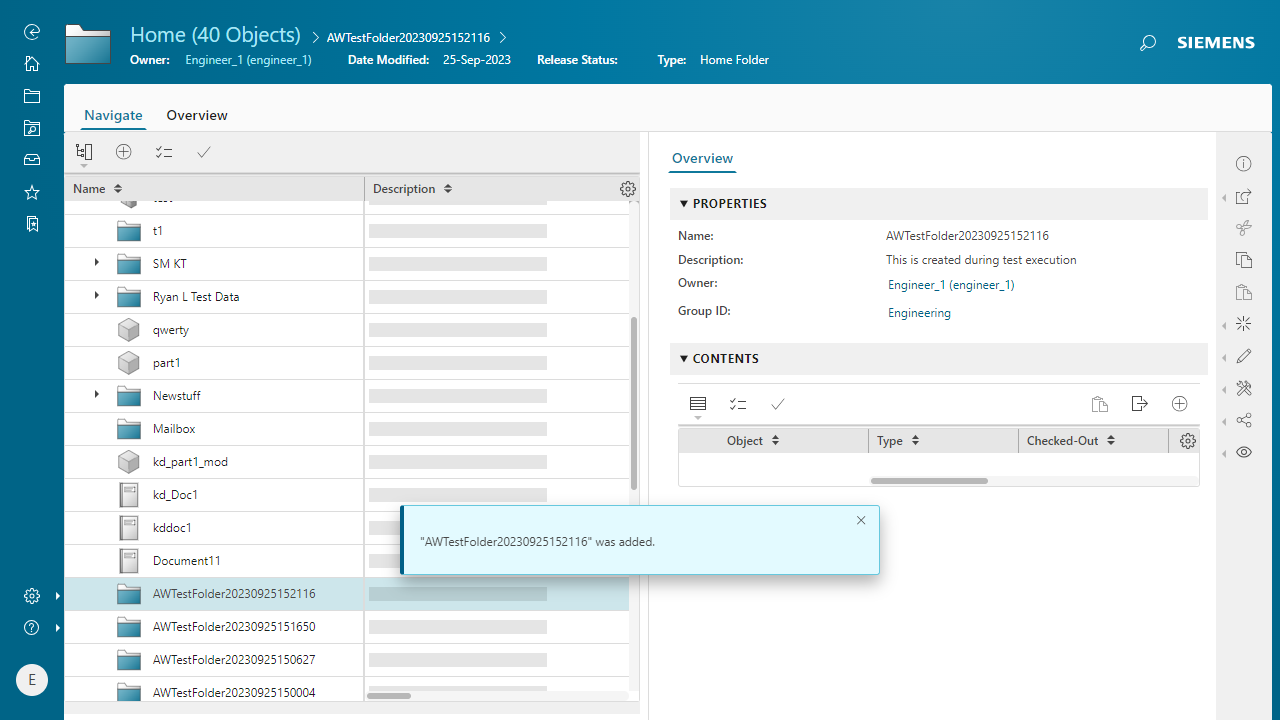 Home (40 Objects)
AWTestFolder20230925152116
Owner: Engineer_1 (engineer_1) Date Modified: 25-Sep-2023 Release Status: Type: Home Folder
SIEMENS
Navigate Overview
Name Description
t1
SM KT
Ryan L Test Data
qwerty
part1
Newstuff
Mailbox
kd_part1_mod
kd_Doc1
kddoc1
Document11
AWTestFolder20230925152116
AWTestFolder20230925151650
AWTestFolder20230925150627
AWTestFolder20230925150004
Overview
PROPERTIES
Name: AWTestFolder20230925152116
Description: This is created during test execution
Owner: Engineer_1 (engineer_1)
Group ID: Engineering
CONTENTS
Object Type Checked-Out
"AWTestFolder20230925152116" was added.
E